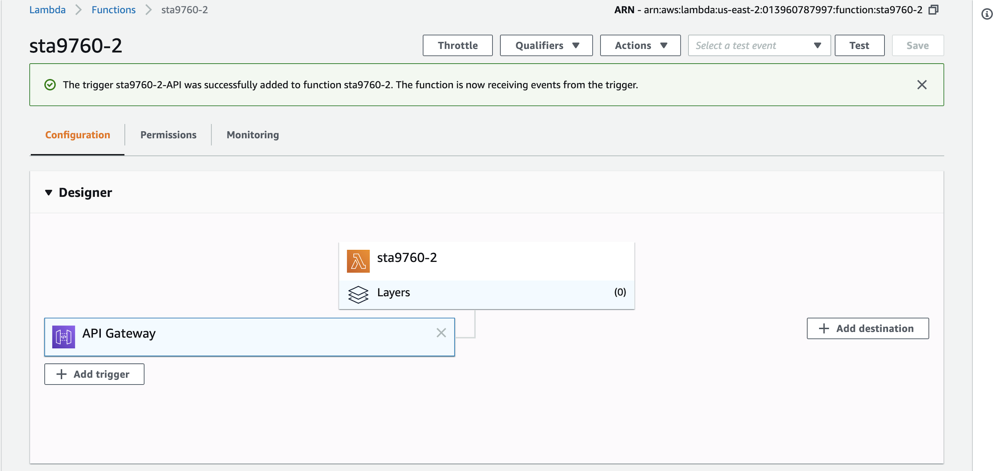 Lambda Functions sta9760-2
ARN - arn:aws:lambda:us-east-2:013960787997:function:sta9760-2
sta9760-2
Throttle
Qualifiers
Actions
Select a test event
Test
Save
The trigger sta9760-2-API was successfully added to function sta9760-2. The function is now receiving events from the trigger.
Configuration
Permissions
Monitoring
Designer
sta9760-2
Layers (0)
API Gateway
Add destination
Add trigger